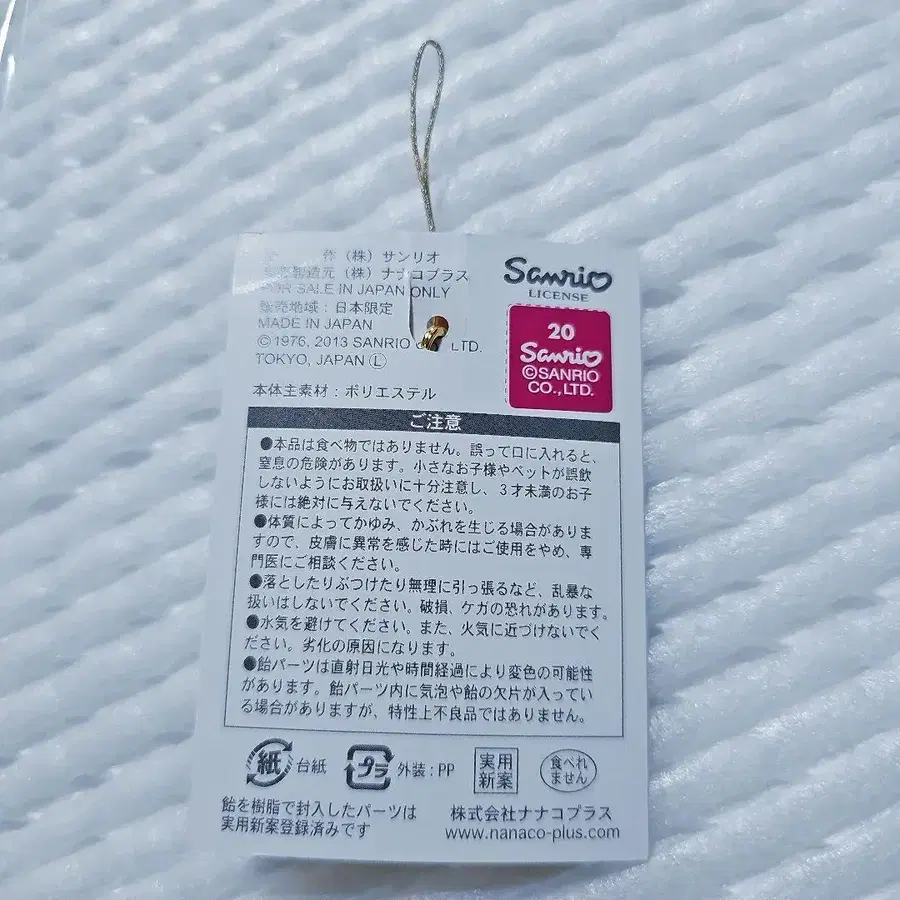 作 (株) サンリオ
製造元 (株) ナナコプラス
FOR SALE IN JAPAN ONLY
販売地域:日本限定
MADE IN JAPAN
©1976, 2013 SANRIO LTD.
TOKYO, JAPAN Ⓛ
Sanrio
LICENSE
20
Sanrio
©SANRIO
CO.,LTD.
本体主素材:ポリエステル
ご注意
●本品は食べ物ではありません。誤って口に入れると、
窒息の危険があります。小さなお子様やペットが誤飲
しないようにお取扱いに十分注意し、3才未満のお子
様には絶対に与えないでください。
●体質によってかゆみ、かぶれを生じる場合がありま
すので、皮膚に異常を感じた時にはご使用をやめ、専
門医にご相談ください。
●落としたりぶつけたり無理に引っ張るなど、乱暴な
扱いはしないでください。破損、ケガの恐れがあります。
●水気を避けてください。また、火気に近づけないでく
ださい。劣化の原因になります。
●飴パーツは直射日光や時間経過により変色の可能性
があります。飴パーツ内に気泡や飴の欠片が入ってい
る場合がありますが、特性上不良品ではありません。
紙 台紙
プラ 外装:PP
実用
新案
食べれ
ません
飴を樹脂で封入したパーツは
実用新案登録済みです
株式会社ナナコプラス
www.nanaco-plus.com